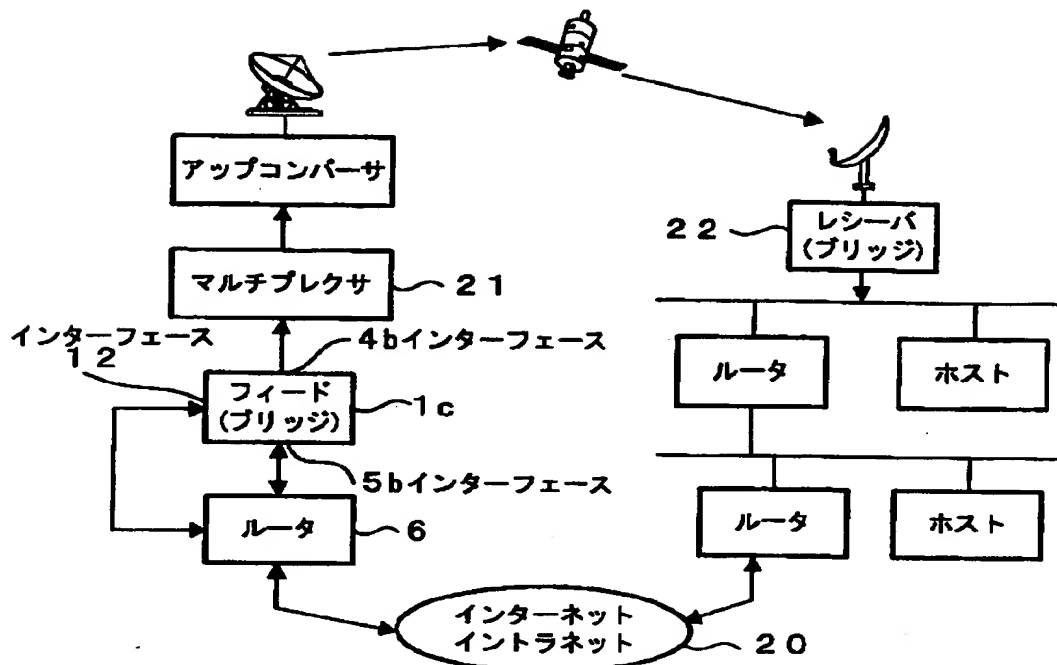 アップコンバーサ
マルチプレクサ
21
インターフェース
12
4bインターフェース
フィード
(ブリッジ)
1c
5bインターフェース
ルータ
6
22
レシーバ
(ブリッジ)
ルータ
ホスト
ルータ
ホスト
インターネット
イントラネット
20